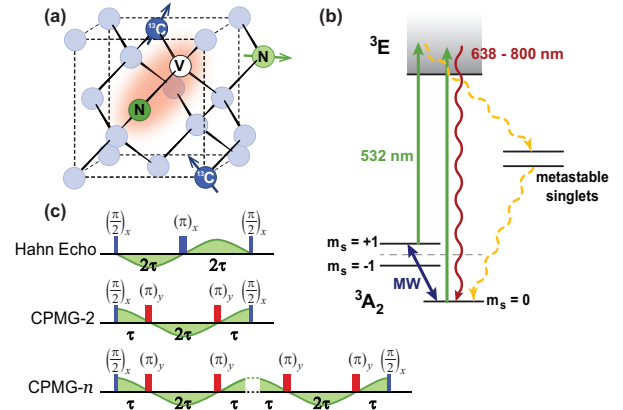 (a)
¹³C
V
N
N
¹³C
(b)
³E
638 - 800 nm
532 nm
metastable
singlets
mₛ = +1
mₛ = -1
MW
³A₂
mₛ = 0
(c)
(π/2)ₓ (π)ₓ (π/2)ₓ
Hahn Echo
2τ 2τ
(π/2)ₓ (π)ᵧ (π)ᵧ (π/2)ₓ
CPMG-2
τ 2τ τ
(π/2)ₓ (π)ᵧ (π)ᵧ (π)ᵧ (π)ᵧ (π/2)ₓ
CPMG-n
τ 2τ τ τ 2τ τ